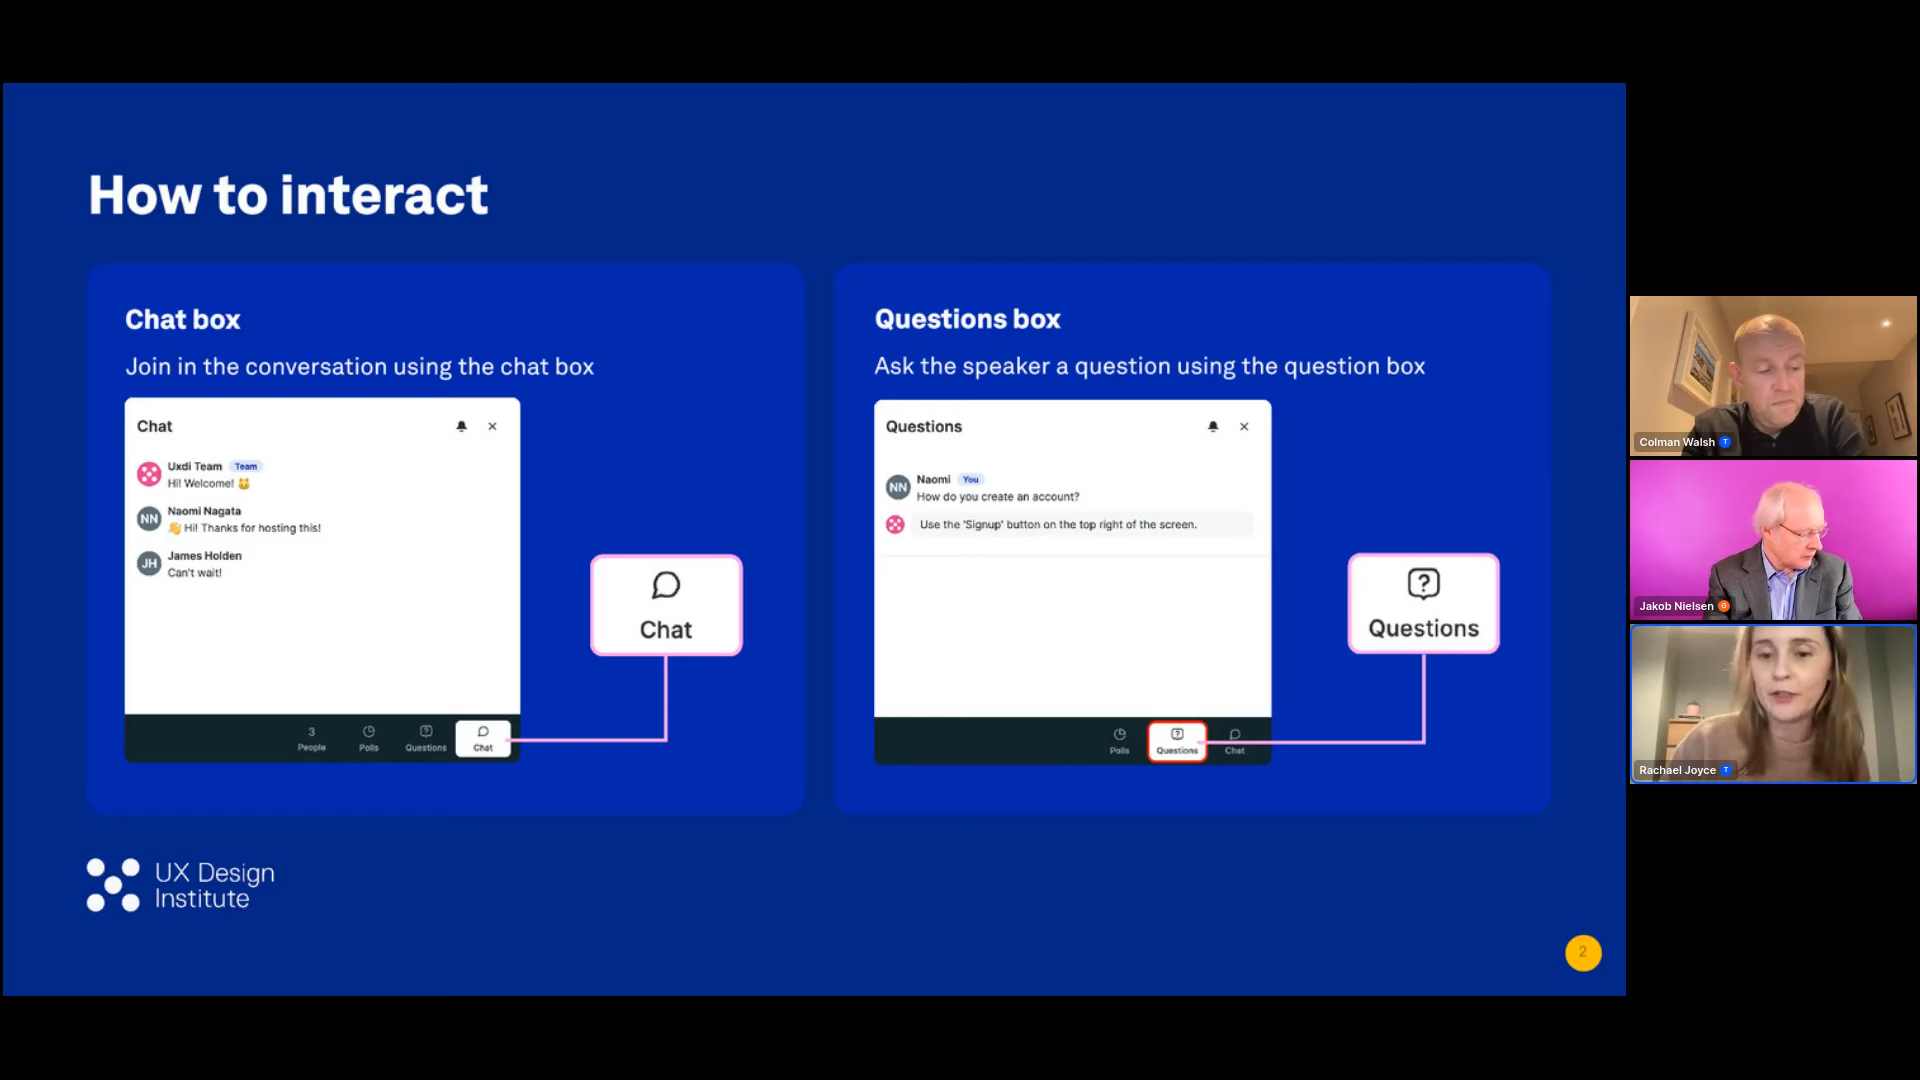 How to interact
Chat box
Join in the conversation using the chat box
Chat
Uxdi Team Team
Hi! Welcome! 🐱
NN Naomi Nagata
👋 Hi! Thanks for hosting this!
JH James Holden
Can't wait!
3
People
Polls
Questions
Chat
Chat
Questions box
Ask the speaker a question using the question box
Questions
NN Naomi You
How do you create an account?
Use the 'Signup' button on the top right of the screen.
Polls
Questions
Chat
Questions
UX Design
Institute
2
Colman Walsh T
Jakob Nielsen G
Rachael Joyce T